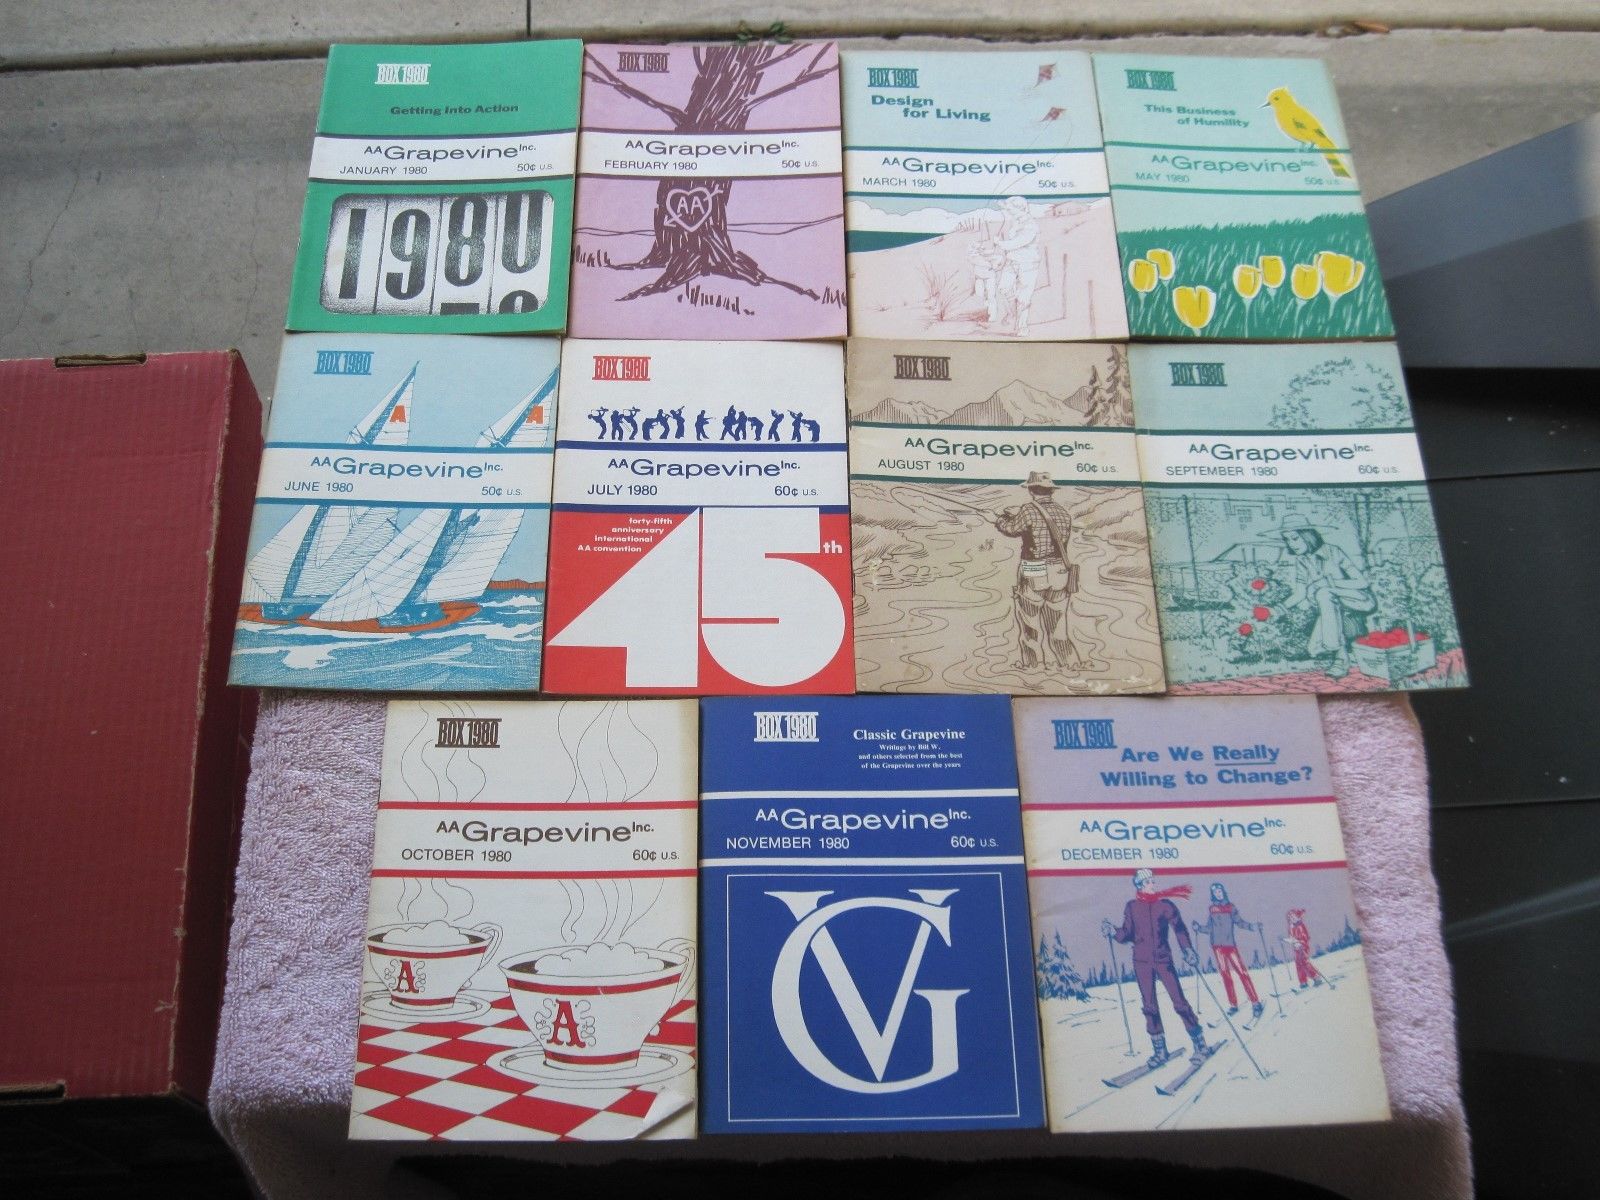 BOX 1980
Getting Into Action
AA Grapevine Inc.
JANUARY 1980 50¢ U.S.
1980
BOX 1980
AA Grapevine Inc.
FEBRUARY 1980 50¢ U.S.
AA
BOX 1980
Design
for Living
AA Grapevine Inc.
MARCH 1980 50¢ U.S.
BOX 1980
This Business
of Humility
AA Grapevine Inc.
MAY 1980 50¢ U.S.
BOX 1980
A
A
AA Grapevine Inc.
JUNE 1980 50¢ U.S.
BOX 1980
AA Grapevine Inc.
JULY 1980 60¢ U.S.
forty-fifth
anniversary
international
AA convention
45th
BOX 1980
AA Grapevine Inc.
AUGUST 1980 60¢ U.S.
BOX 1980
AA Grapevine Inc.
SEPTEMBER 1980 60¢ U.S.
BOX 1980
AA Grapevine Inc.
OCTOBER 1980 60¢ U.S.
A
A
BOX 1980
Classic Grapevine
Writings by Bill W.
and others selected from the best
of the Grapevine over the years
AA Grapevine Inc.
NOVEMBER 1980 60¢ U.S.
GV
BOX 1980
Are We Really
Willing to Change?
AA Grapevine Inc.
DECEMBER 1980 60¢ U.S.